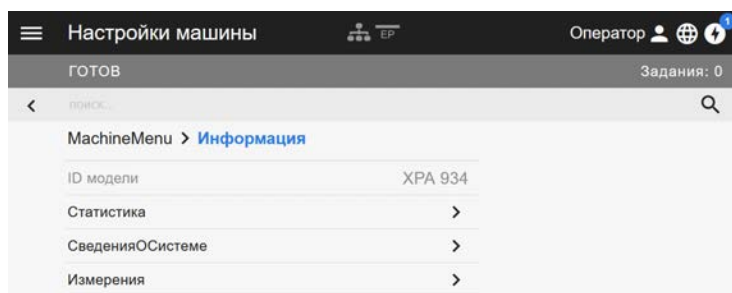 Настройки машины EP Оператор 1
ГОТОВ Задания: 0
поиск...
MachineMenu > Информация
ID модели XPA 934
Статистика
СведенияОСистеме
Измерения